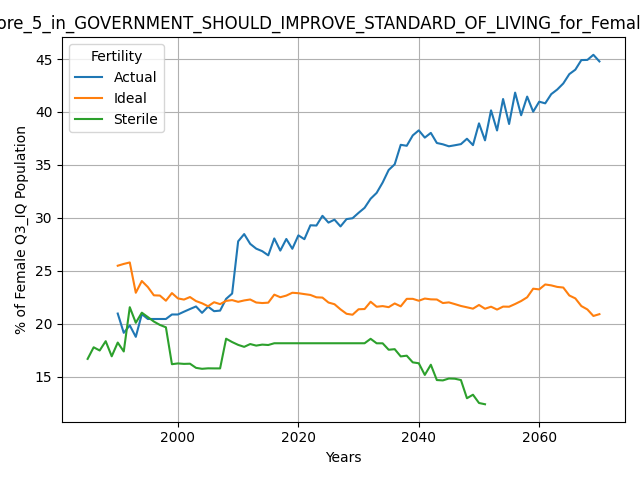 ore_5_in_GOVERNMENT_SHOULD_IMPROVE_STANDARD_OF_LIVING_for_Femal
Fertility
Actual
Ideal
Sterile
% of Female Q3_IQ Population
45
40
35
30
25
20
15
2000
2020
2040
2060
Years